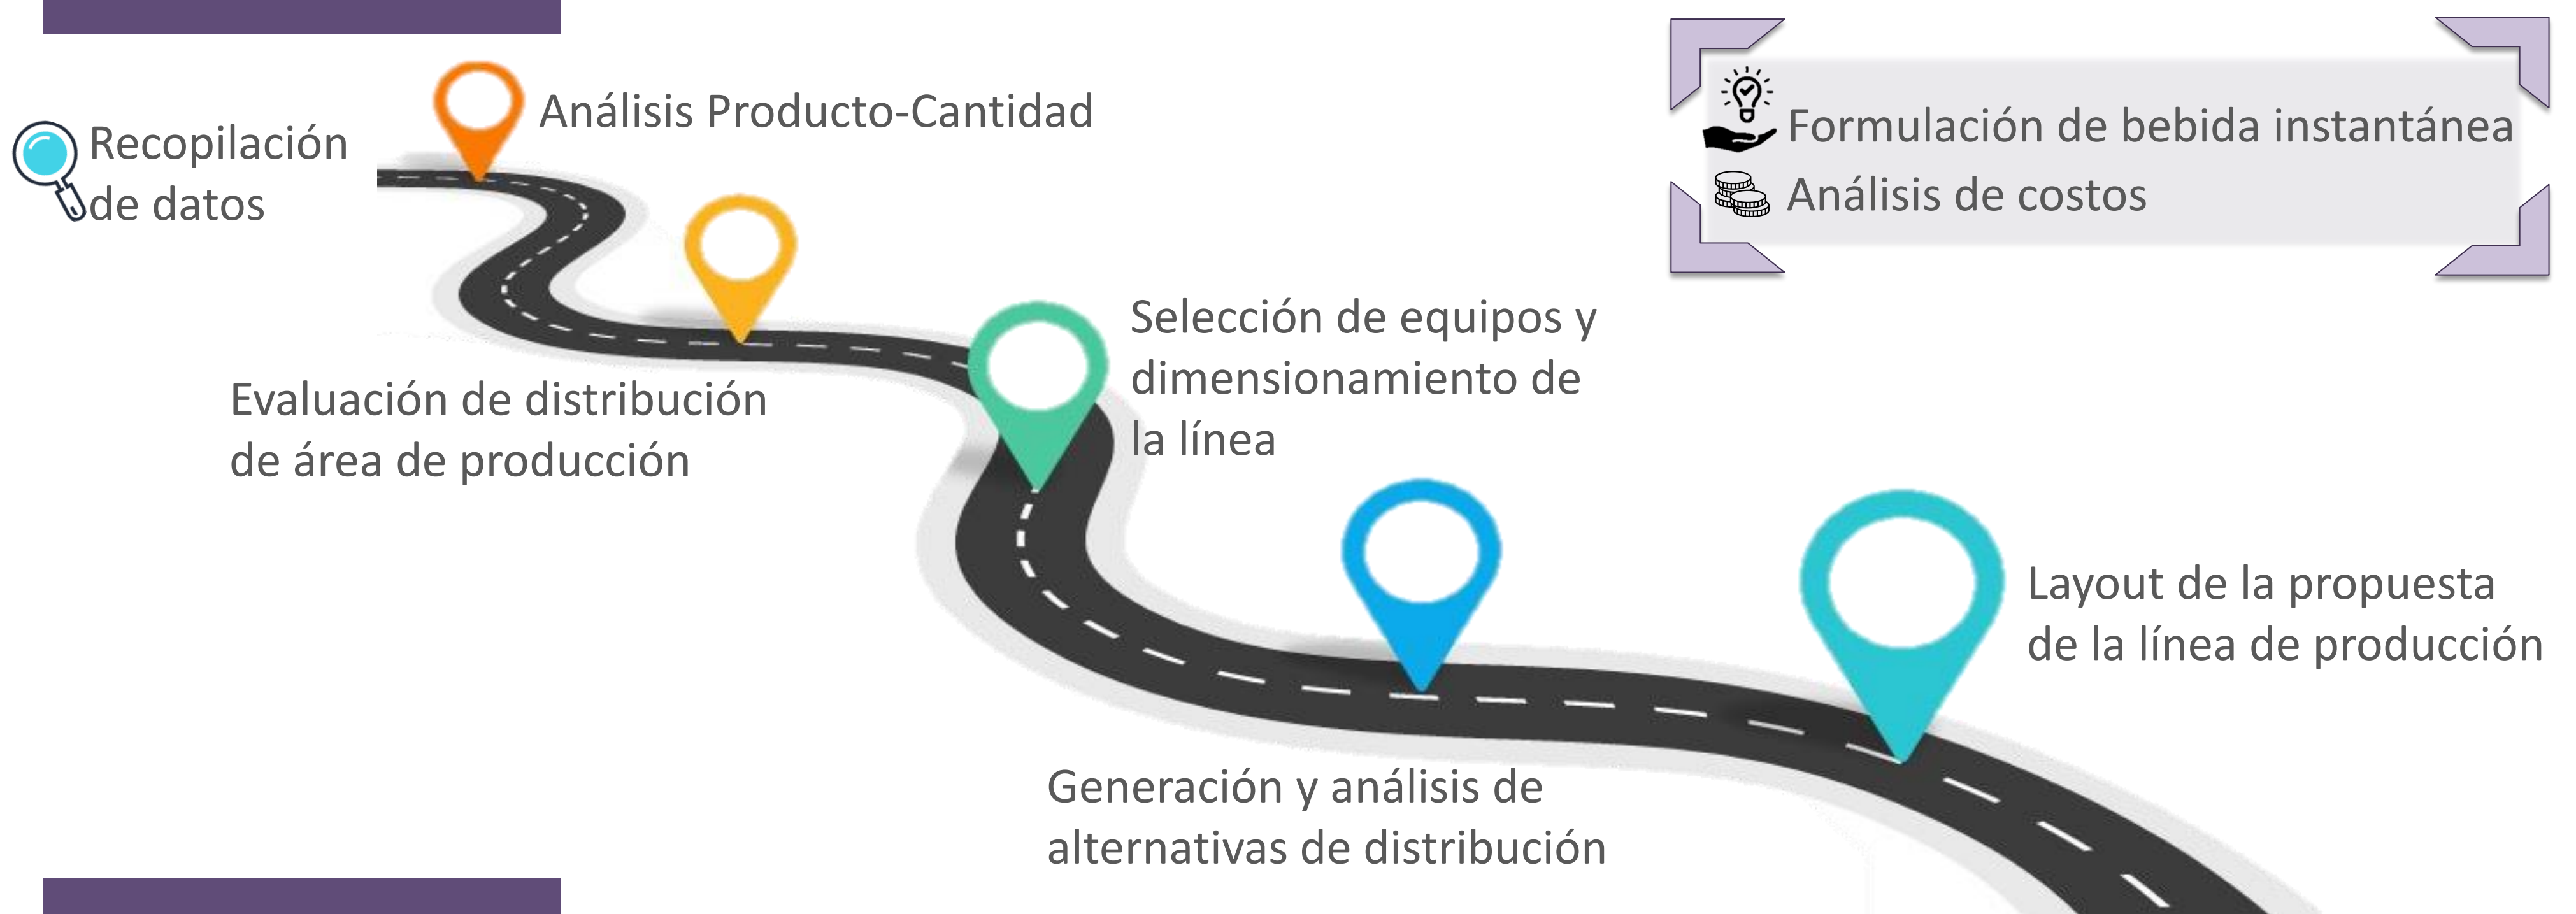 Recopilación
de datos
Análisis Producto-Cantidad
Formulación de bebida instantánea
Análisis de costos
Evaluación de distribución
de área de producción
Selección de equipos y
dimensionamiento de
la línea
Generación y análisis de
alternativas de distribución
Layout de la propuesta
de la línea de producción